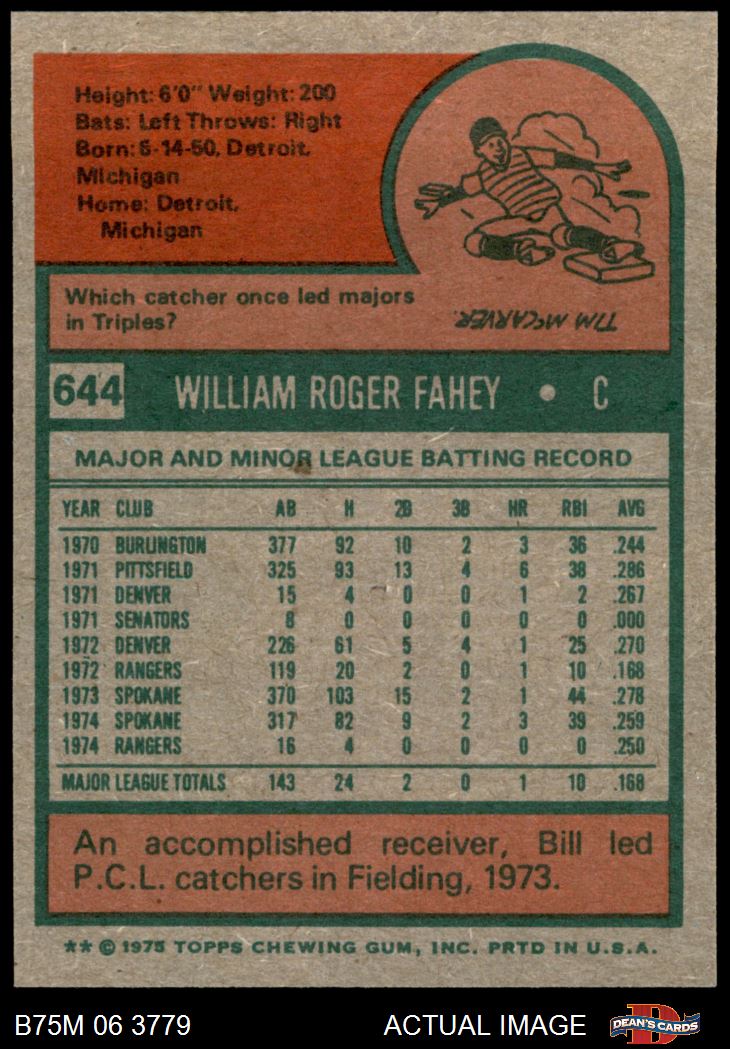 Height: 6'0" Weight: 200
Bats: Left Throws: Right
Born: 6-14-50, Detroit,
Michigan
Home: Detroit,
Michigan
Which catcher once led majors
in Triples?
TIM McCARVER.
644 WILLIAM ROGER FAHEY • C
MAJOR AND MINOR LEAGUE BATTING RECORD
YEAR CLUB AB H 2B 3B HR RBI AVG
1970 BURLINGTON 377 92 10 2 3 36 .244
1971 PITTSFIELD 325 93 13 4 6 38 .286
1971 DENVER 15 4 0 0 1 2 .267
1971 SENATORS 8 0 0 0 0 0 .000
1972 DENVER 226 61 5 4 1 25 .270
1972 RANGERS 119 20 2 0 1 10 .168
1973 SPOKANE 370 103 15 2 1 44 .278
1974 SPOKANE 317 82 9 2 3 39 .259
1974 RANGERS 16 4 0 0 0 0 .250
MAJOR LEAGUE TOTALS 143 24 2 0 1 10 .168
An accomplished receiver, Bill led
P.C.L. catchers in Fielding, 1973.
** © 1975 TOPPS CHEWING GUM, INC. PRTD IN U.S.A.
B75M 06 3779 ACTUAL IMAGE DEAN'S CARDS